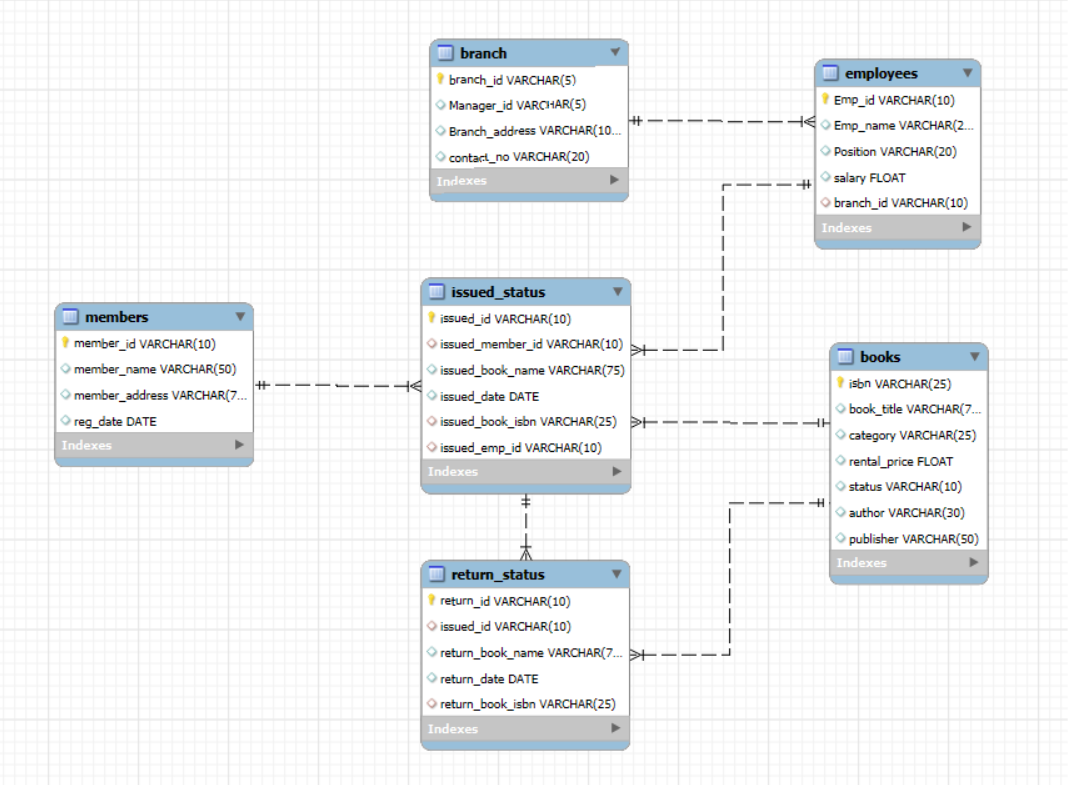 branch
branch_id VARCHAR(5)
Manager_id VARCHAR(5)
Branch_address VARCHAR(10...
contact_no VARCHAR(20)
Indexes
employees
Emp_id VARCHAR(10)
Emp_name VARCHAR(2...
Position VARCHAR(20)
salary FLOAT
branch_id VARCHAR(10)
Indexes
members
member_id VARCHAR(10)
member_name VARCHAR(50)
member_address VARCHAR(7...
reg_date DATE
Indexes
issued_status
issued_id VARCHAR(10)
issued_member_id VARCHAR(10)
issued_book_name VARCHAR(75)
issued_date DATE
issued_book_isbn VARCHAR(25)
issued_emp_id VARCHAR(10)
Indexes
books
isbn VARCHAR(25)
book_title VARCHAR(7...
category VARCHAR(25)
rental_price FLOAT
status VARCHAR(10)
author VARCHAR(30)
publisher VARCHAR(50)
Indexes
return_status
return_id VARCHAR(10)
issued_id VARCHAR(10)
return_book_name VARCHAR(7...
return_date DATE
return_book_isbn VARCHAR(25)
Indexes